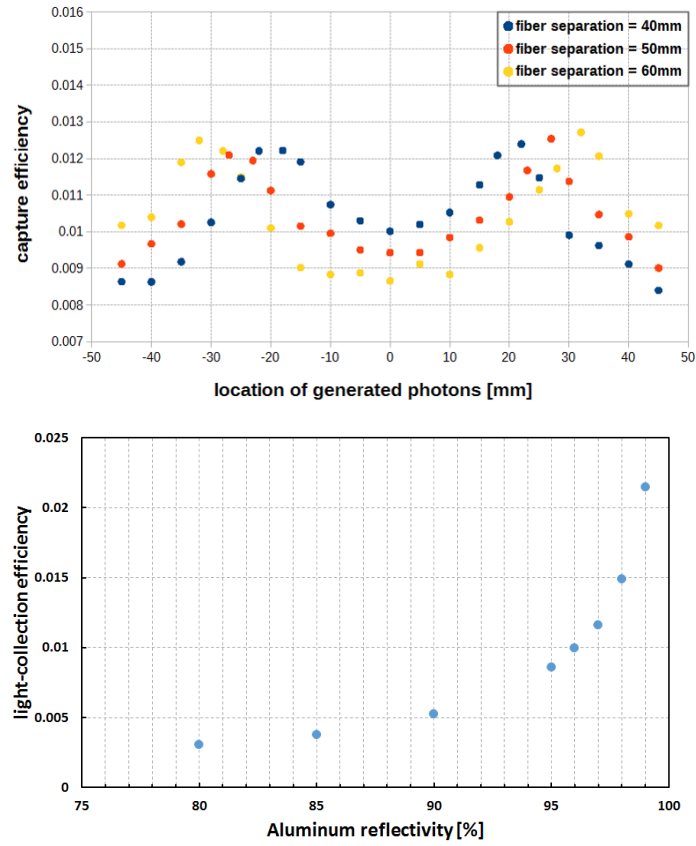 0.016
0.015
0.014
0.013
0.012
0.011
0.01
0.009
0.008
0.007
capture efficiency
fiber separation = 40mm
fiber separation = 50mm
fiber separation = 60mm
-50 -40 -30 -20 -10 0 10 20 30 40 50
location of generated photons [mm]
0.025
0.02
0.015
0.01
0.005
0
light-collection efficiency
75 80 85 90 95 100
Aluminum reflectivity [%]